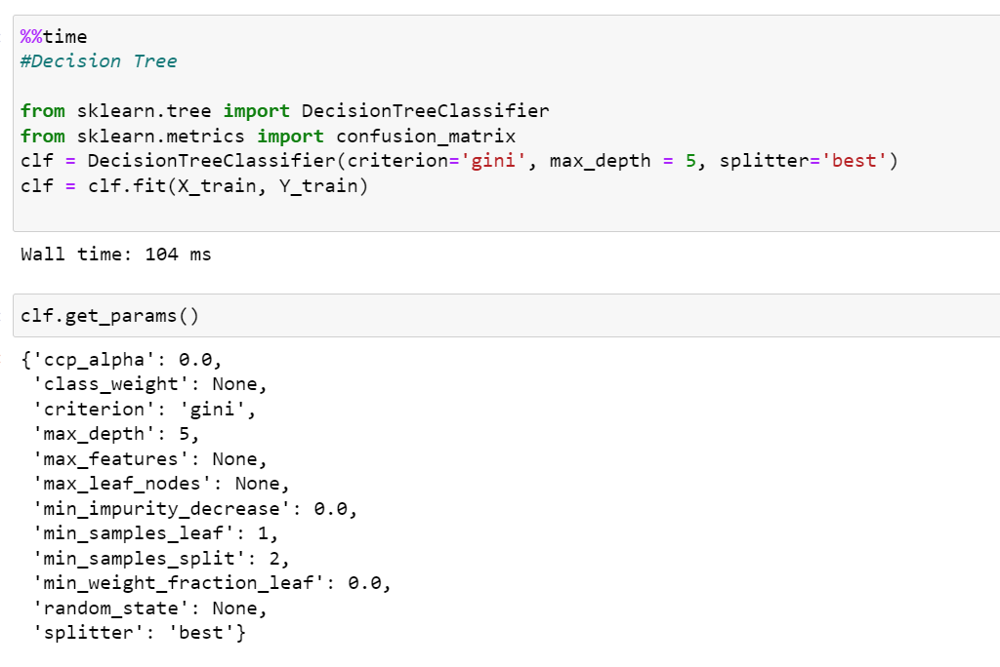 %%time
#Decision Tree
from sklearn.tree import DecisionTreeClassifier
from sklearn.metrics import confusion_matrix
clf = DecisionTreeClassifier(criterion='gini', max_depth = 5, splitter='best')
clf = clf.fit(X_train, Y_train)
Wall time: 104 ms
clf.get_params()
{'ccp_alpha': 0.0,
 'class_weight': None,
 'criterion': 'gini',
 'max_depth': 5,
 'max_features': None,
 'max_leaf_nodes': None,
 'min_impurity_decrease': 0.0,
 'min_samples_leaf': 1,
 'min_samples_split': 2,
 'min_weight_fraction_leaf': 0.0,
 'random_state': None,
 'splitter': 'best'}